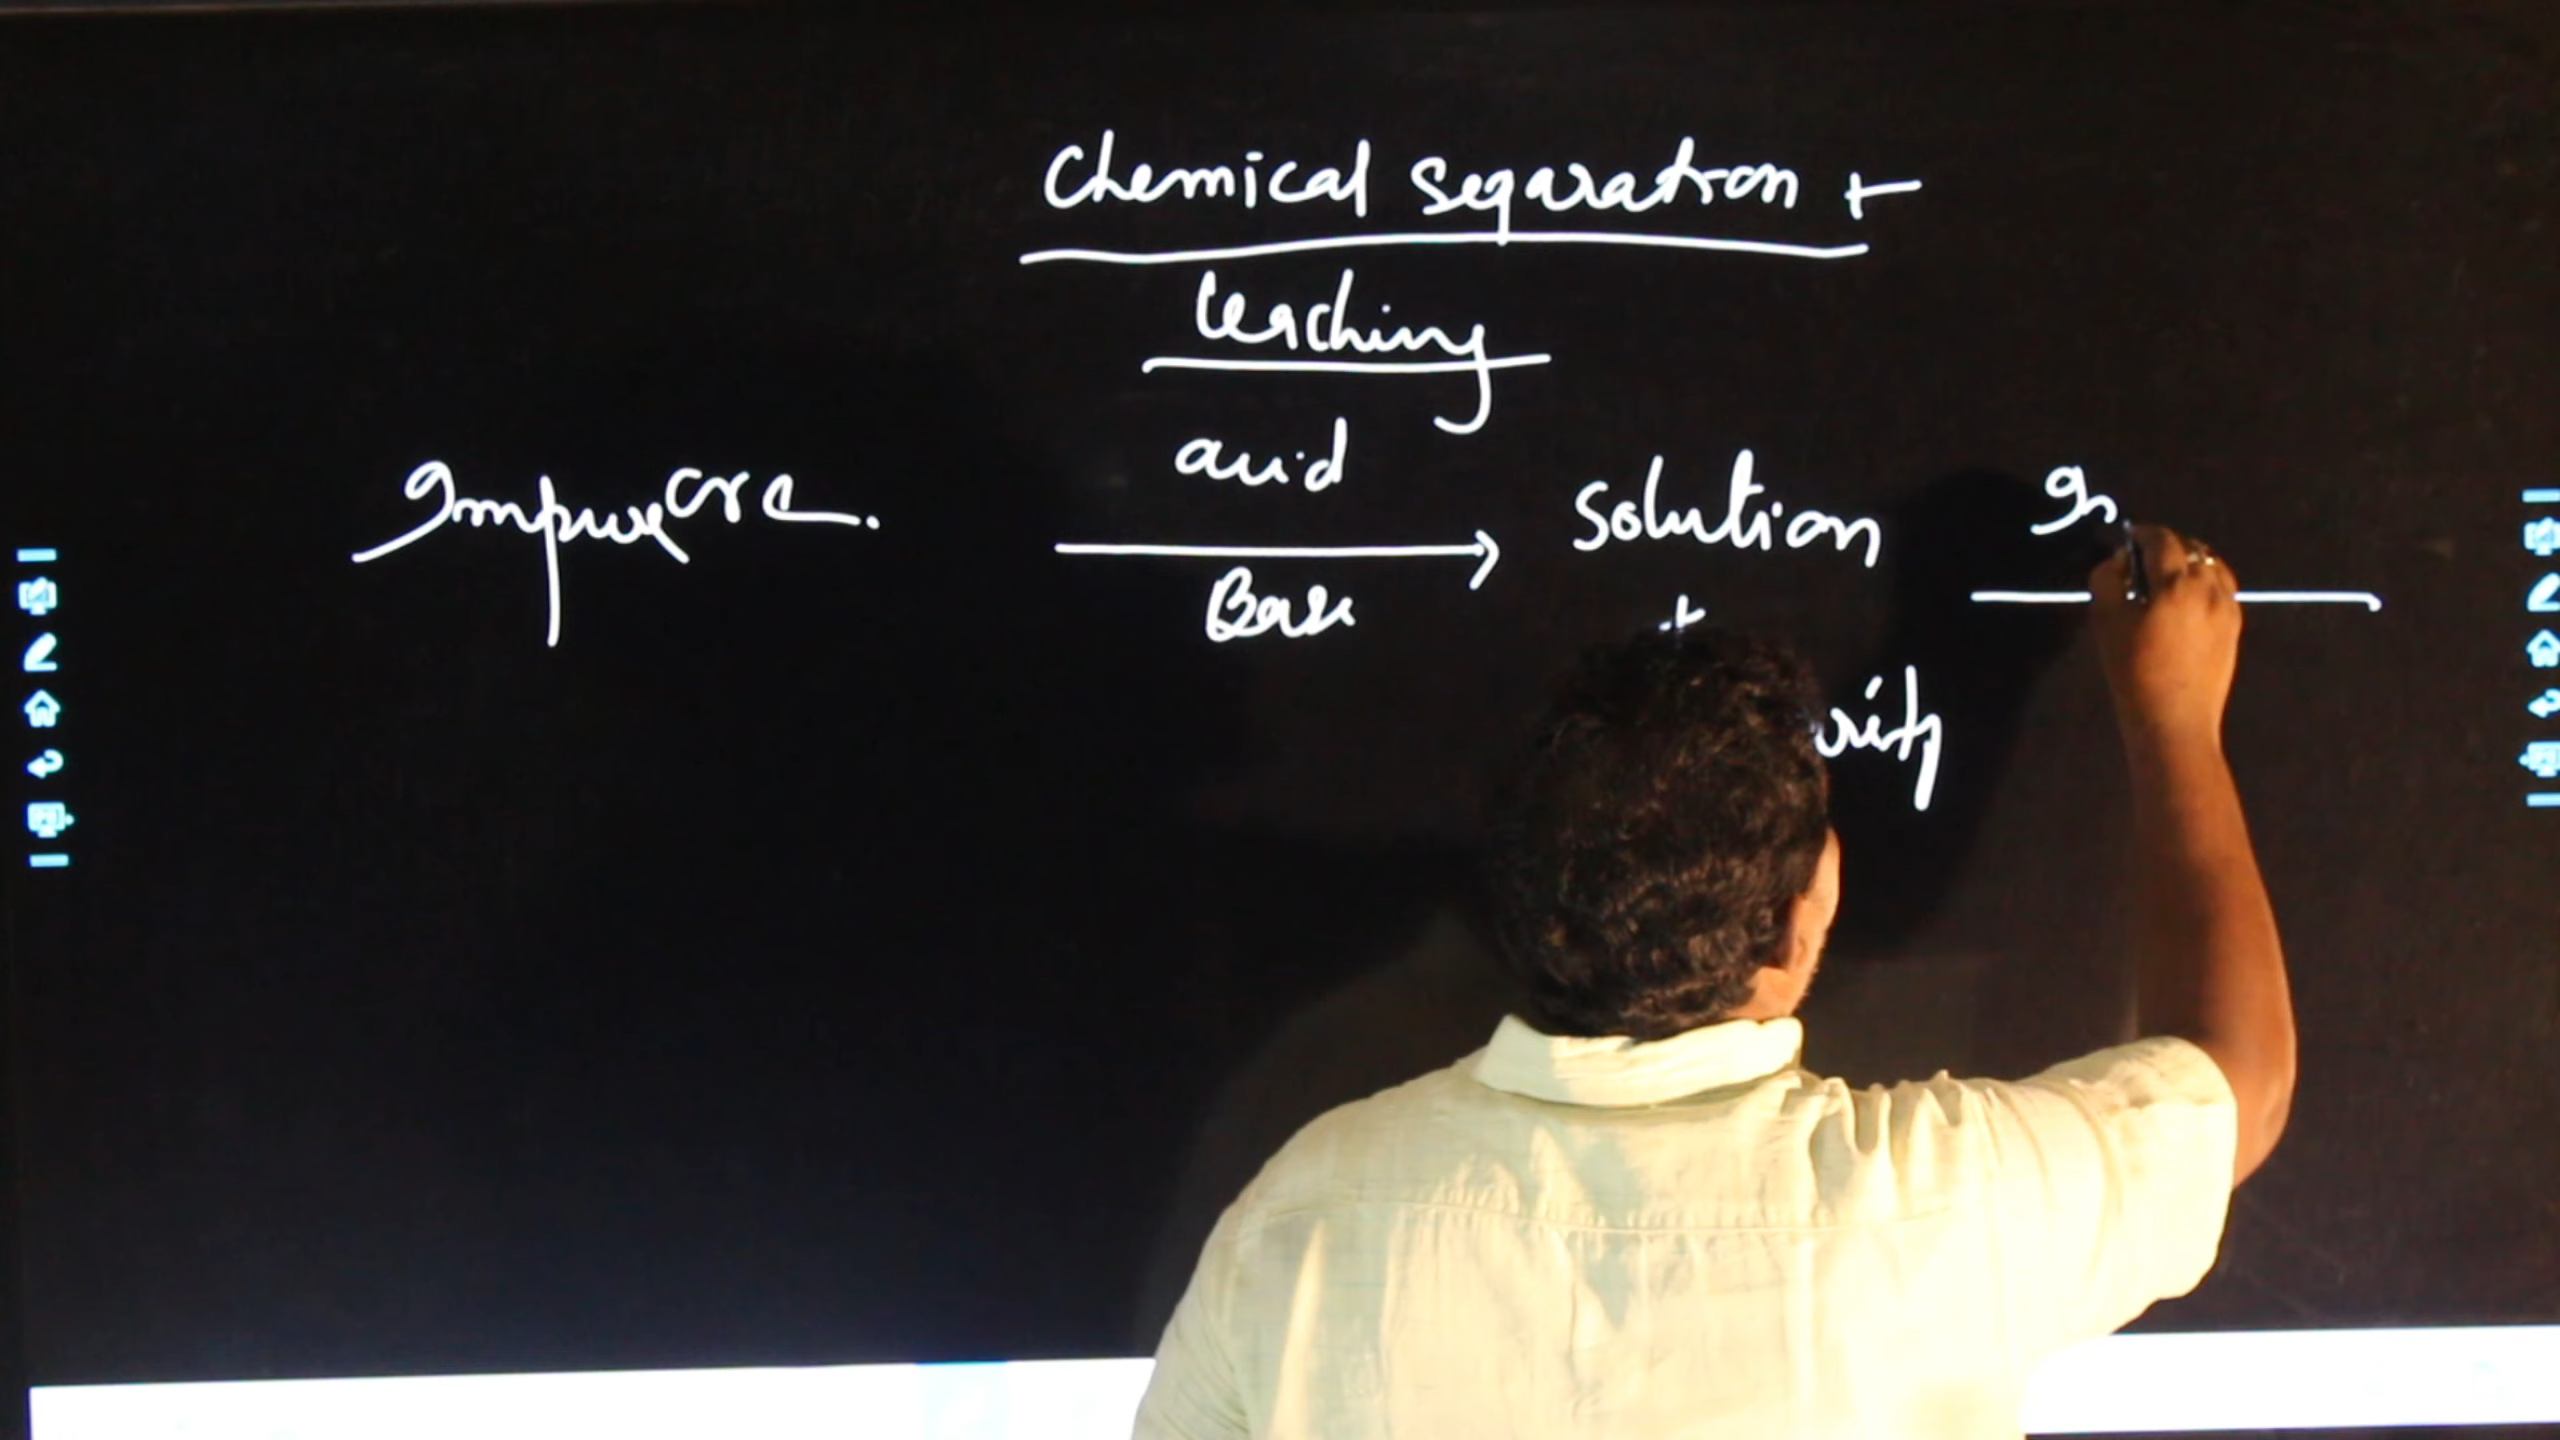 Chemical separation +
leaching
Impure ore.
acid
Base
solution
+